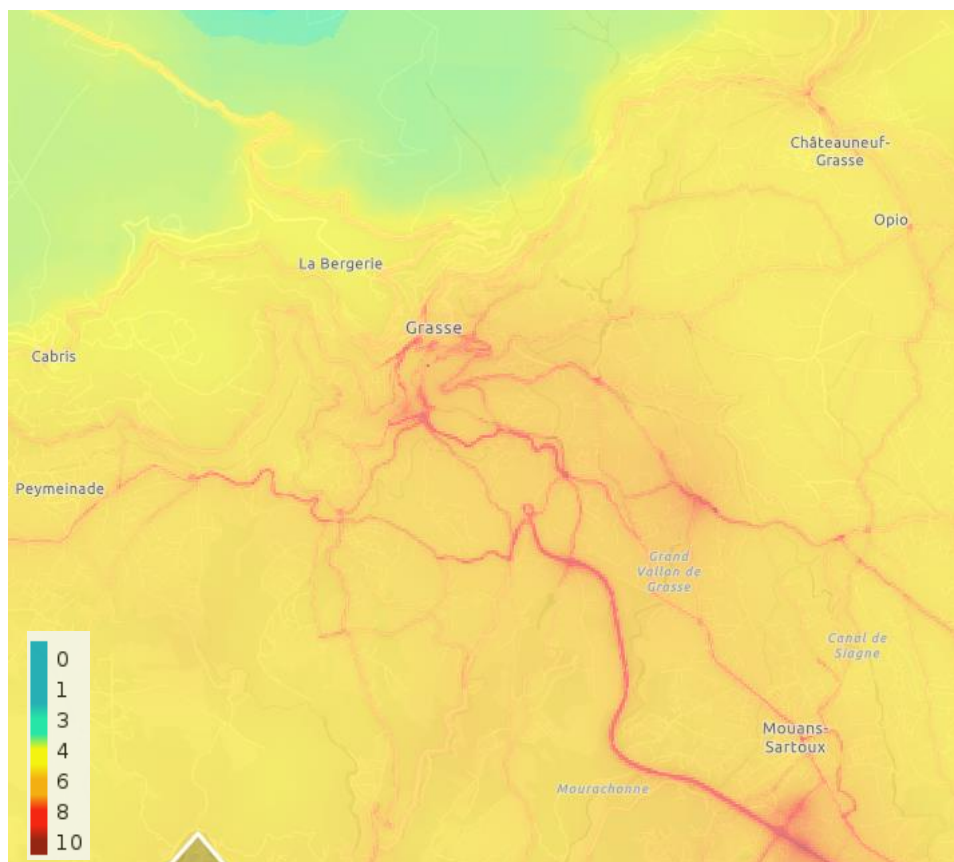 Châteauneuf-
Grasse
Opio
La Bergerie
Grasse
Cabris
Peymeinade
Grand
Vallon de
Grasse
Canal de
Siagne
Mouans-
Sartoux
Mourachonne
0
1
3
4
6
8
10